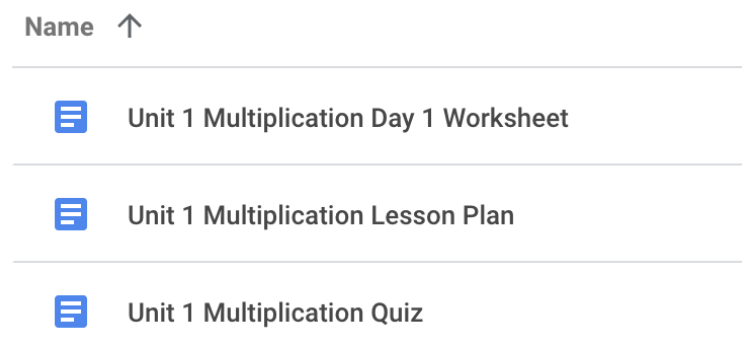 Name
Unit 1 Multiplication Day 1 Worksheet
Unit 1 Multiplication Lesson Plan
Unit 1 Multiplication Quiz